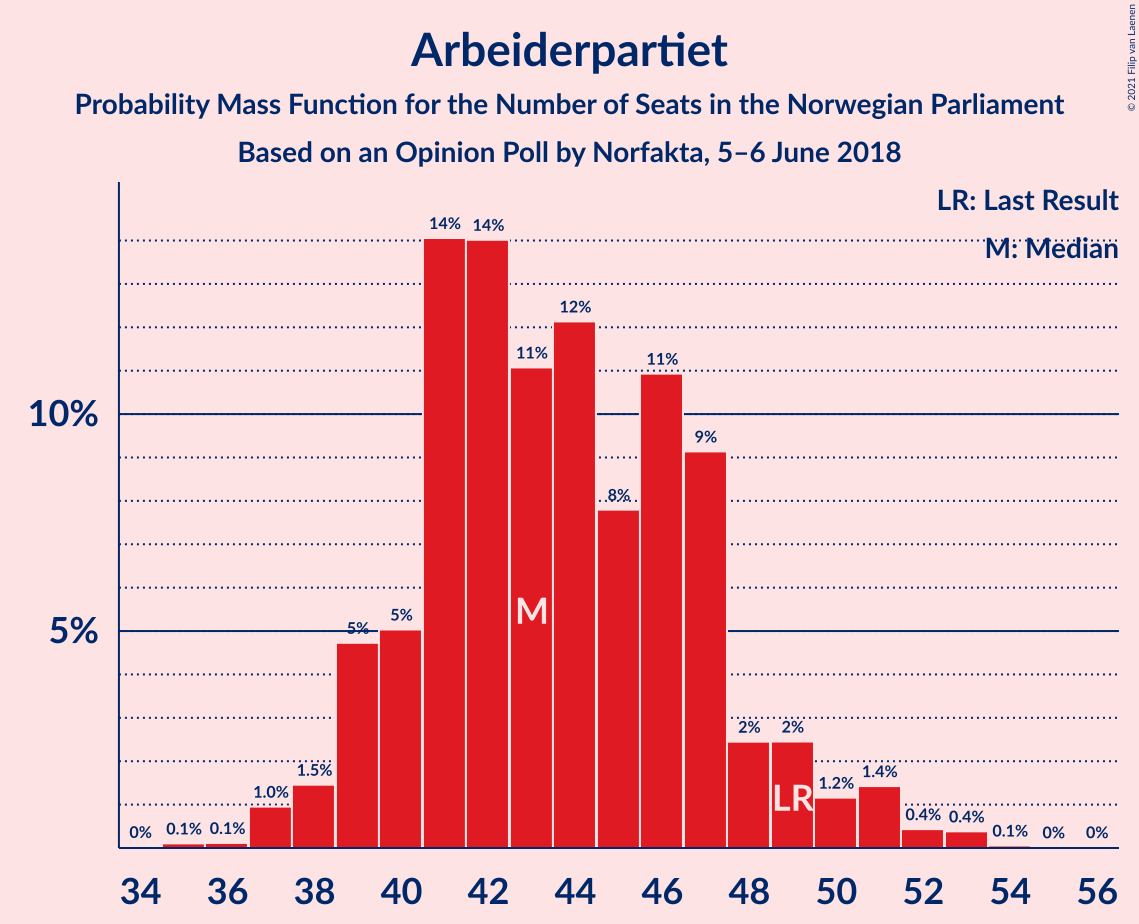 © 2021 Filip van Laenen
Arbeiderpartiet
Probability Mass Function for the Number of Seats in the Norwegian Parliament
Based on an Opinion Poll by Norfakta, 5–6 June 2018
LR: Last Result
M: Median
10%
5%
0%
0.1%
0.1%
1.0%
1.5%
5%
5%
14%
14%
11%
12%
8%
11%
9%
2%
2%
1.2%
1.4%
0.4%
0.4%
0.1%
0%
0%
M
LR
34 36 38 40 42 44 46 48 50 52 54 56